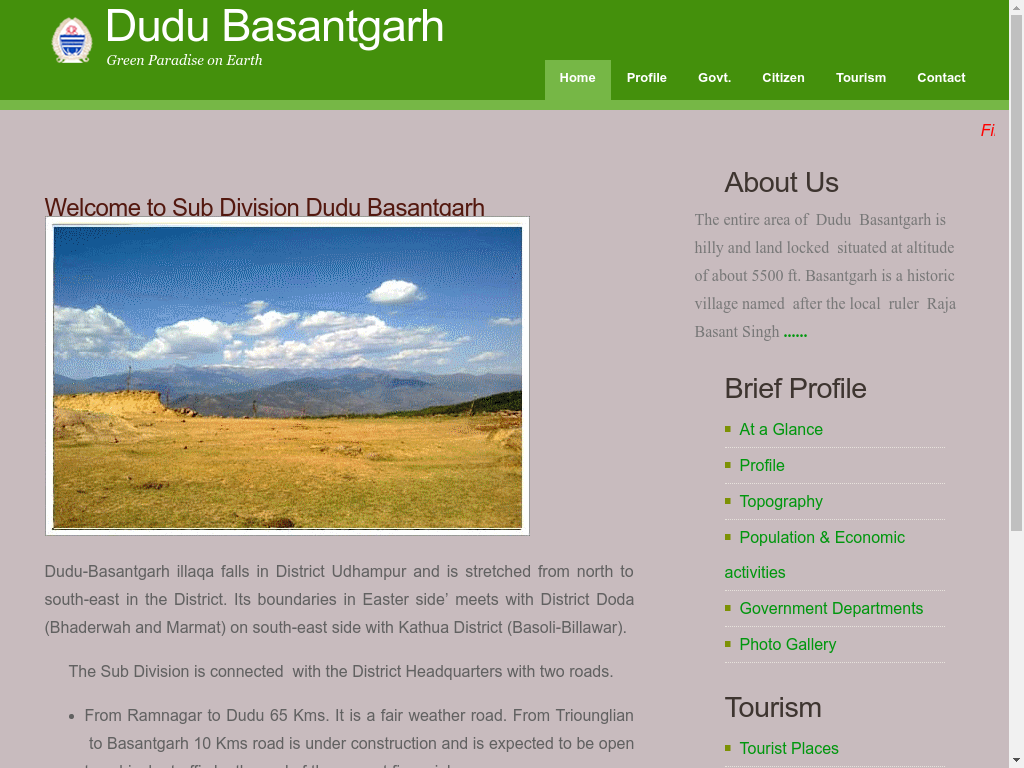 Dudu Basantgarh
Green Paradise on Earth
Home Profile Govt. Citizen Tourism Contact
Fi
Welcome to Sub Division Dudu Basantgarh
Dudu-Basantgarh illaqa falls in District Udhampur and is stretched from north to
south-east in the District. Its boundaries in Easter side’ meets with District Doda
(Bhaderwah and Marmat) on south-east side with Kathua District (Basoli-Billawar).
The Sub Division is connected with the District Headquarters with two roads.
• From Ramnagar to Dudu 65 Kms. It is a fair weather road. From Triounglian
to Basantgarh 10 Kms road is under construction and is expected to be open
About Us
The entire area of Dudu Basantgarh is
hilly and land locked situated at altitude
of about 5500 ft. Basantgarh is a historic
village named after the local ruler Raja
Basant Singh ......
Brief Profile
At a Glance
Profile
Topography
Population & Economic
activities
Government Departments
Photo Gallery
Tourism
Tourist Places